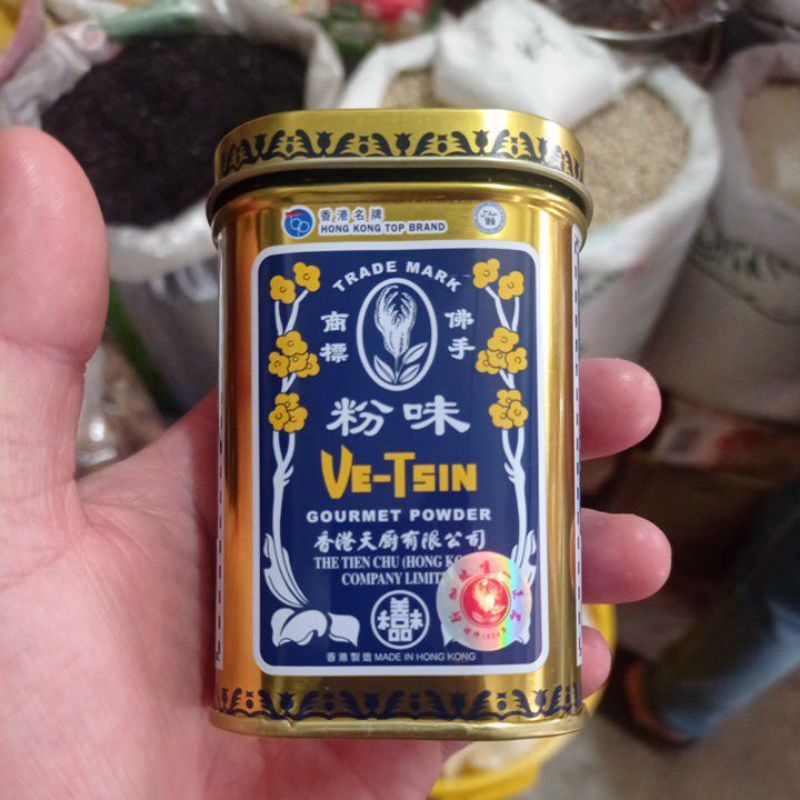 香港名牌
HONG KONG TOP BRAND
TRADE MARK
商標
佛手
粉味
VE-TSIN
GOURMET POWDER
香港天廚有限公司
THE TIEN CHU (HONG KO
COMPANY LIMIT
香港製造 MADE IN HONG KONG